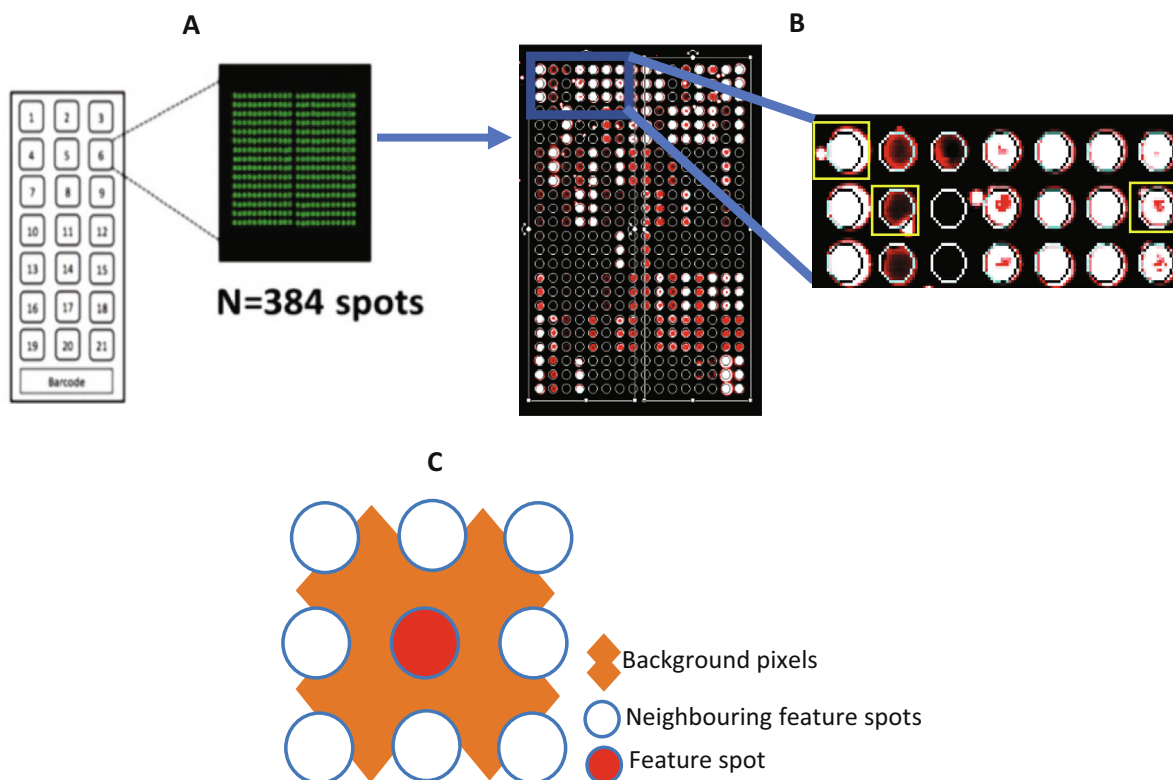 A
B
1 2 3
4 5 6
7 8 9
10 11 12
13 14 15
16 17 18
19 20 21
Barcode
N=384 spots
C
Background pixels
Neighbouring feature spots
Feature spot